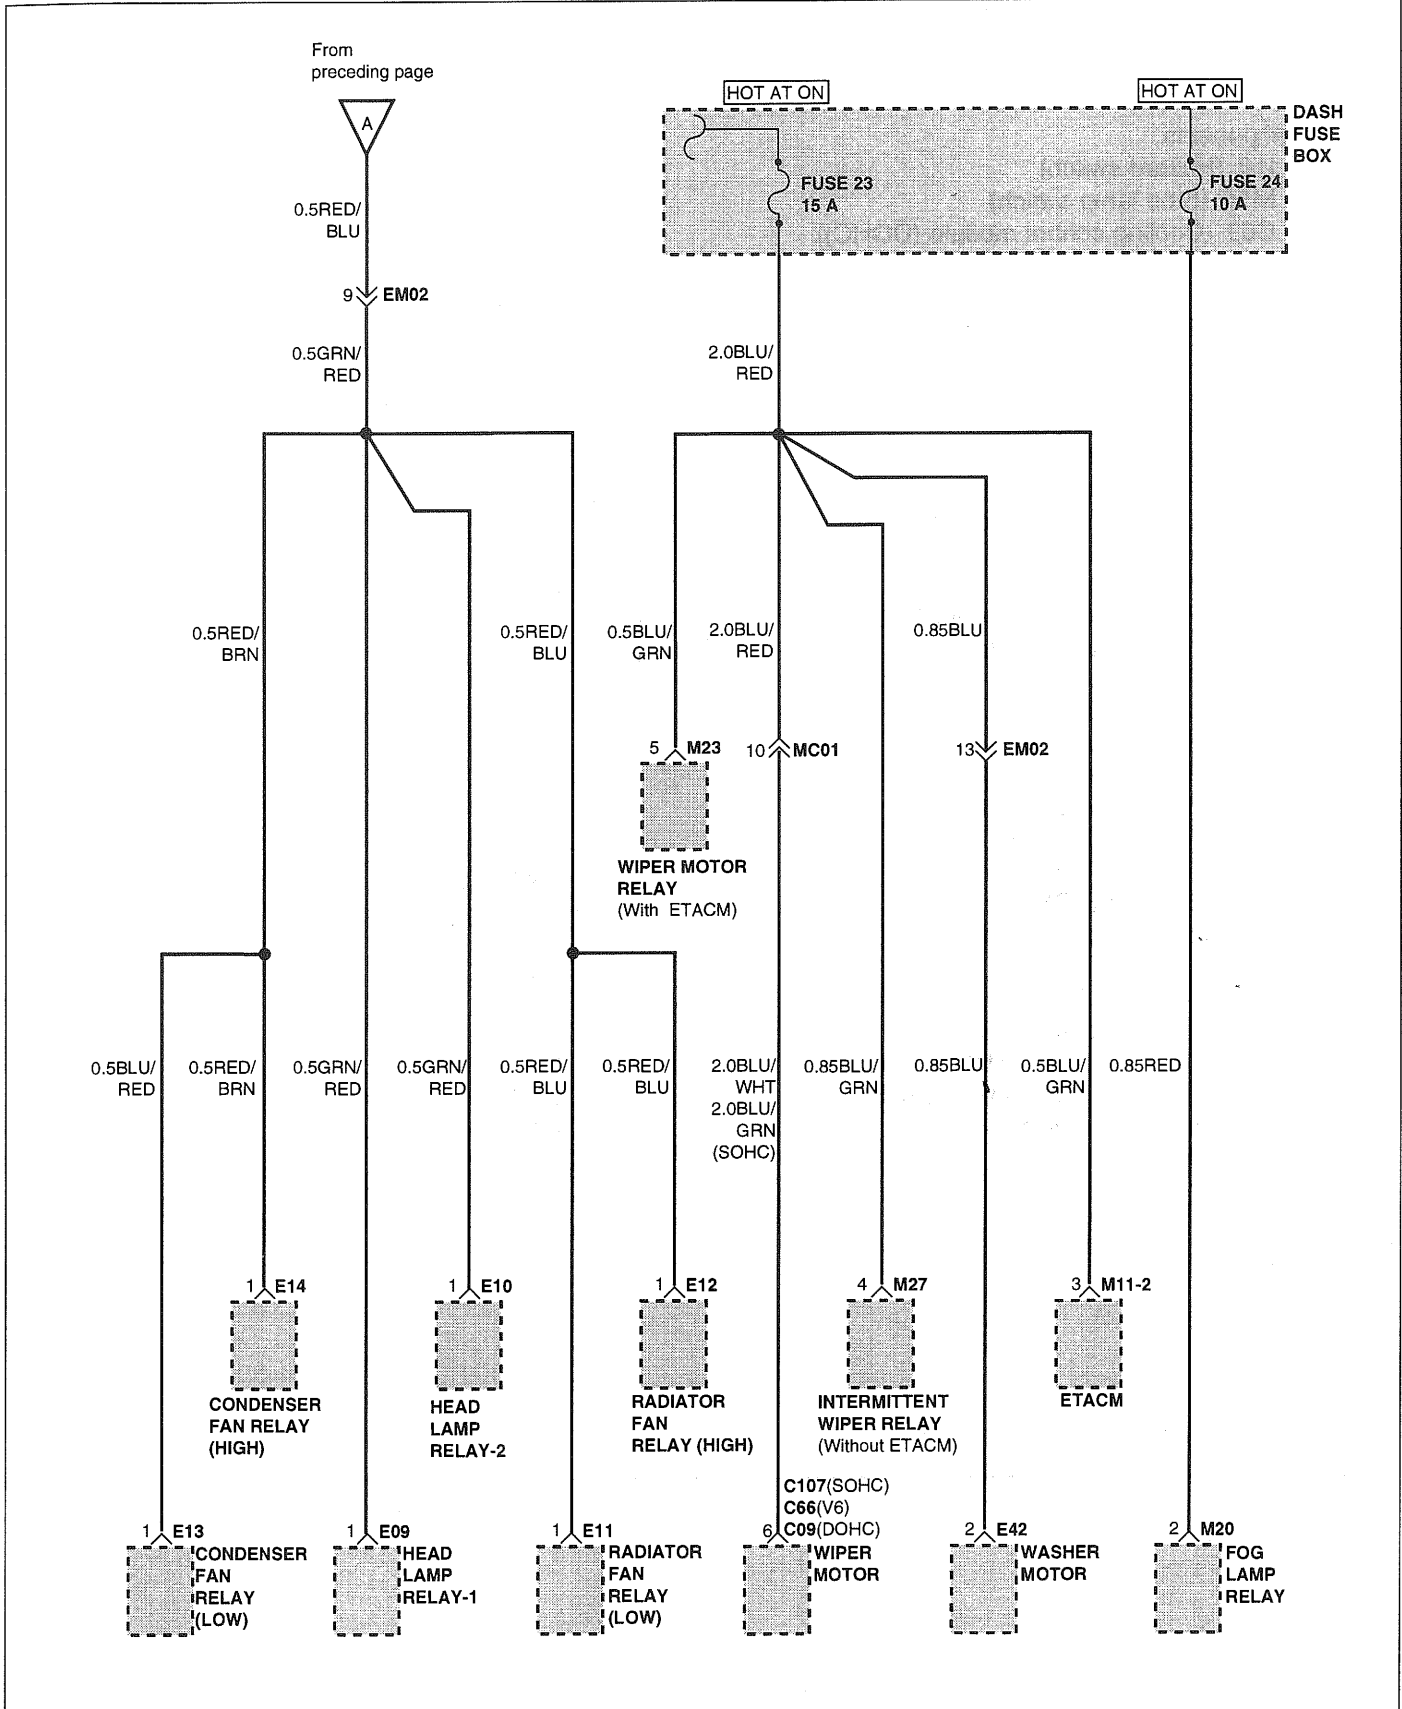 From
preceding page
A
HOT AT ON
HOT AT ON
DASH
FUSE
BOX
FUSE 23
15 A
FUSE 24
10 A
0.5RED/
BLU
9
EM02
0.5GRN/
RED
2.0BLU/
RED
0.5RED/
BRN
0.5RED/
BLU
0.5BLU/
GRN
2.0BLU/
RED
0.85BLU
5
M23
10
MC01
13
EM02
WIPER MOTOR
RELAY
(With ETACM)
0.5BLU/
RED
0.5RED/
BRN
0.5GRN/
RED
0.5GRN/
RED
0.5RED/
BLU
0.5RED/
BLU
2.0BLU/
WHT
2.0BLU/
GRN
(SOHC)
0.85BLU/
GRN
0.85BLU
0.5BLU/
GRN
0.85RED
1
E14
CONDENSER
FAN RELAY
(HIGH)
1
E10
HEAD
LAMP
RELAY-2
1
E12
RADIATOR
FAN
RELAY (HIGH)
4
M27
INTERMITTENT
WIPER RELAY
(Without ETACM)
3
M11-2
ETACM
1
E13
CONDENSER
FAN
RELAY
(LOW)
1
E09
HEAD
LAMP
RELAY-1
1
E11
RADIATOR
FAN
RELAY
(LOW)
C107(SOHC)
C66(V6)
6
C09(DOHC)
WIPER
MOTOR
2
E42
WASHER
MOTOR
2
M20
FOG
LAMP
RELAY